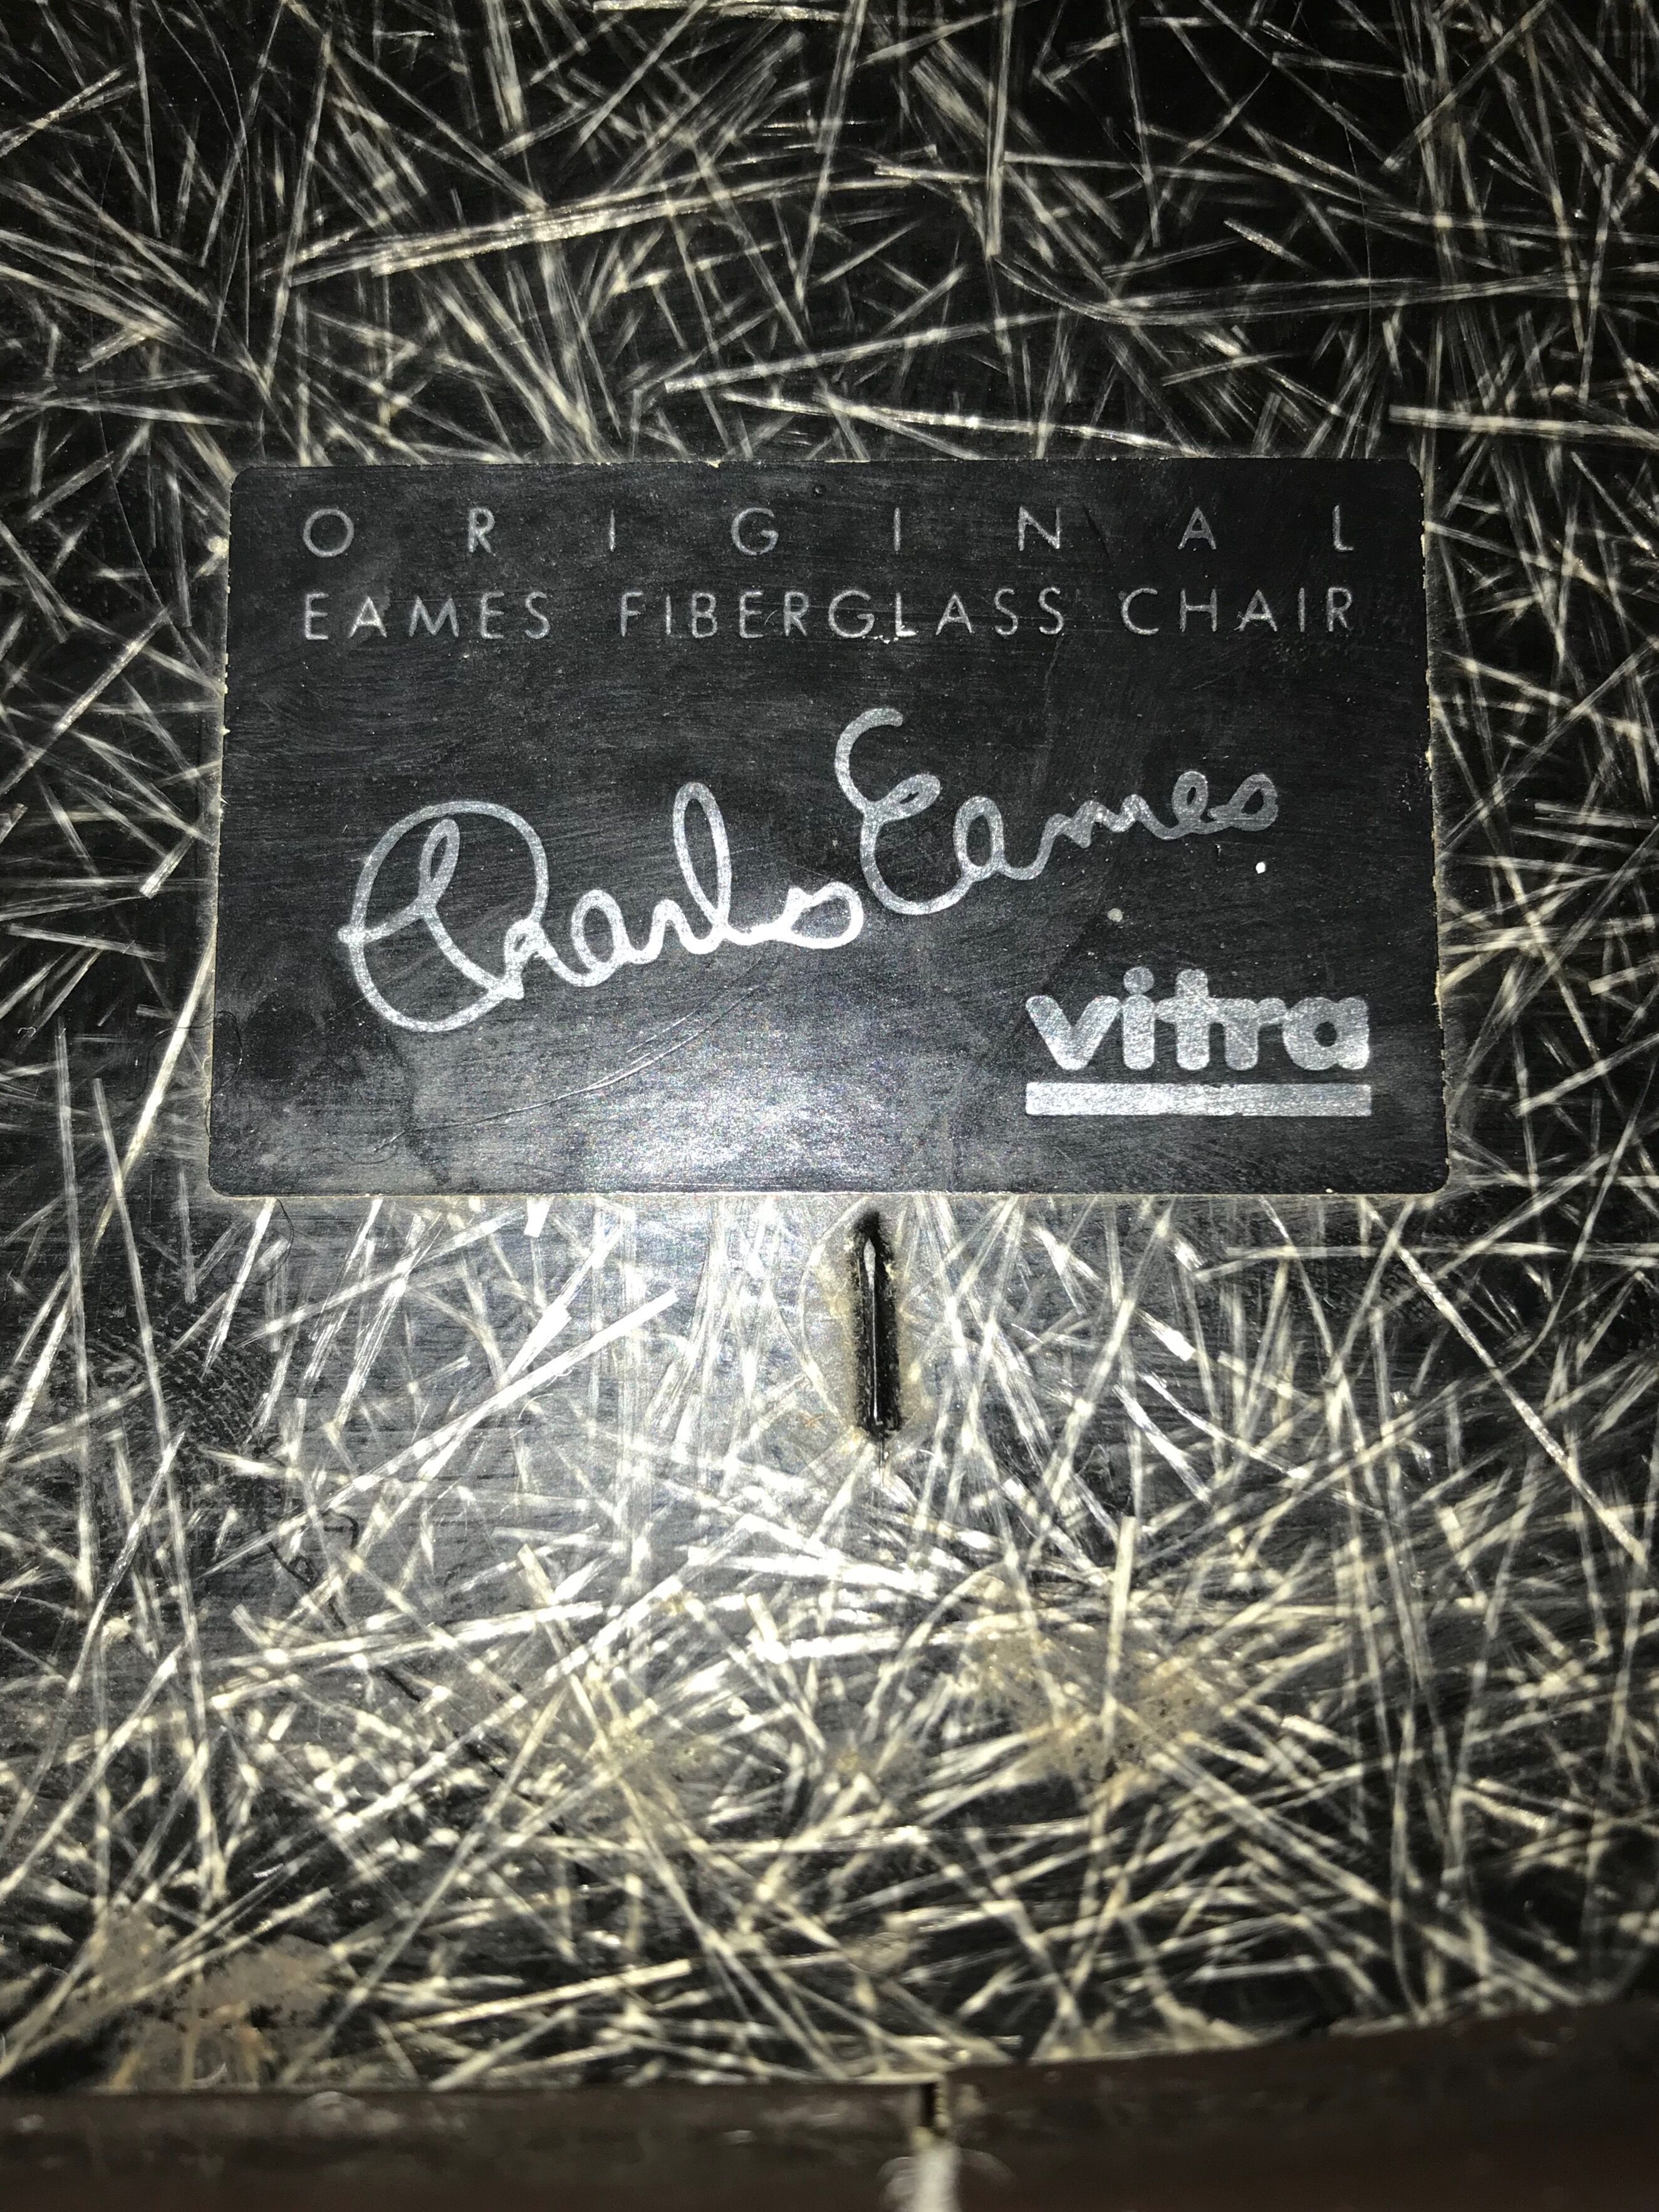 ORIGINAL
EAMES FIBERGLASS CHAIR
Charles Eames
vitra